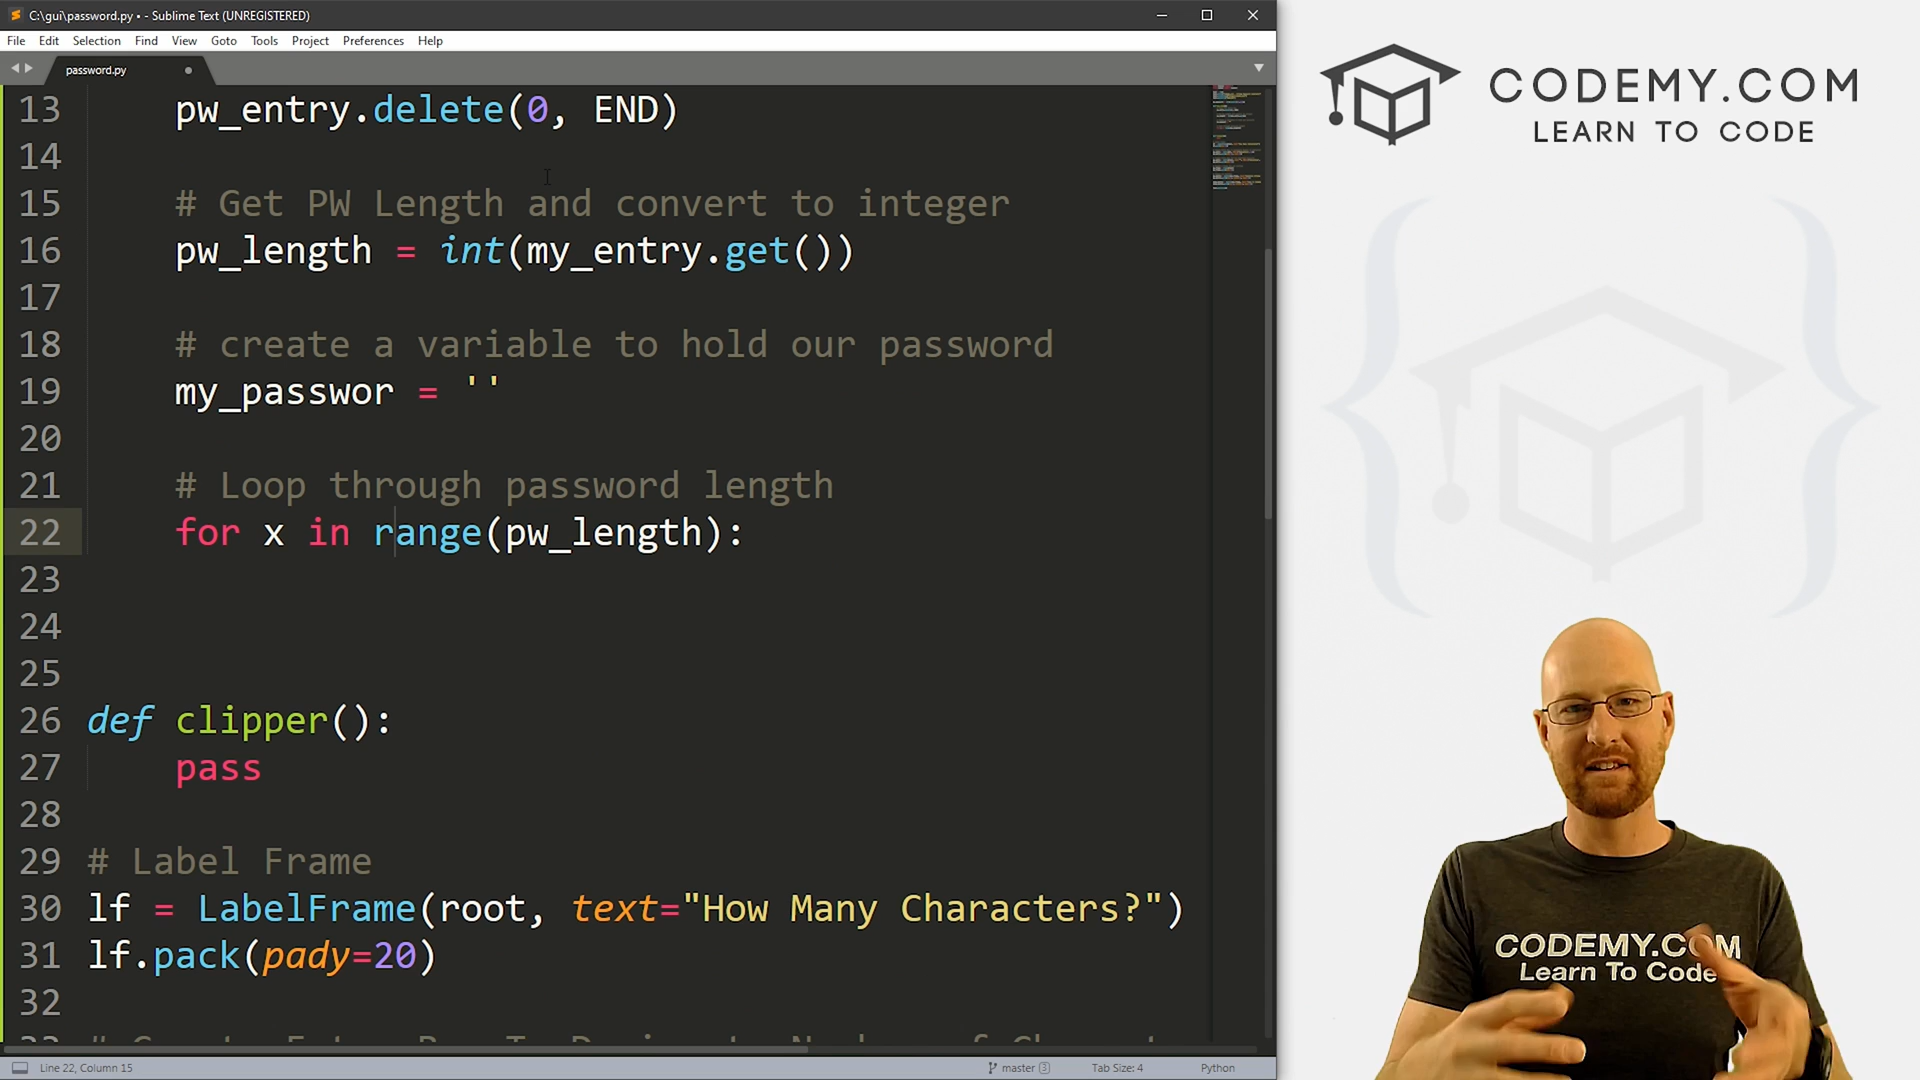 C:\gui\password.py • - Sublime Text (UNREGISTERED)
File Edit Selection Find View Goto Tools Project Preferences Help
password.py
13 pw_entry.delete(0, END)
14
15 # Get PW Length and convert to integer
16 pw_length = int(my_entry.get())
17
18 # create a variable to hold our password
19 my_passwor = ''
20
21 # Loop through password length
22 for x in range(pw_length):
23
24
25
26 def clipper():
27 pass
28
29 # Label Frame
30 lf = LabelFrame(root, text="How Many Characters?")
31 lf.pack(pady=20)
32
Line 22, Column 15
master 3
Tab Size: 4
Python
CODEMY.COM
LEARN TO CODE
CODEMY.COM
Learn To Code